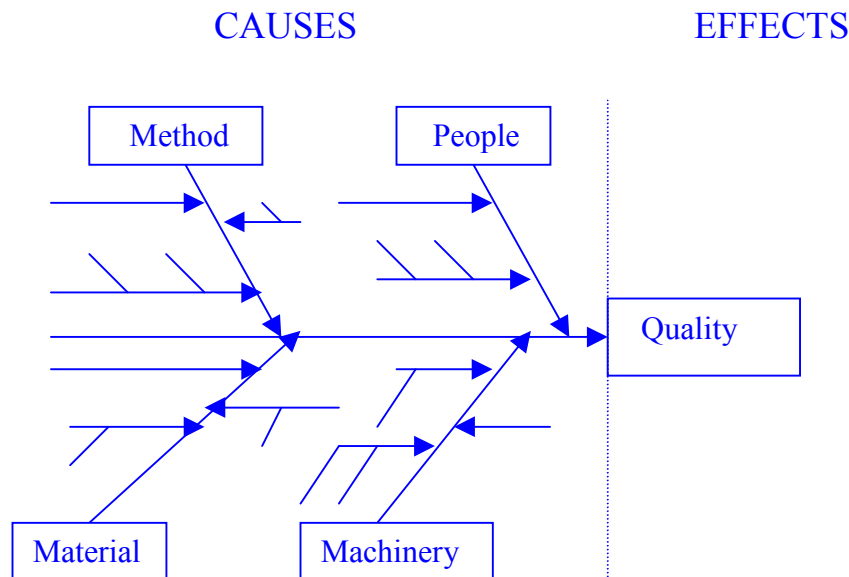 CAUSES
EFFECTS
Method
People
Quality
Material
Machinery